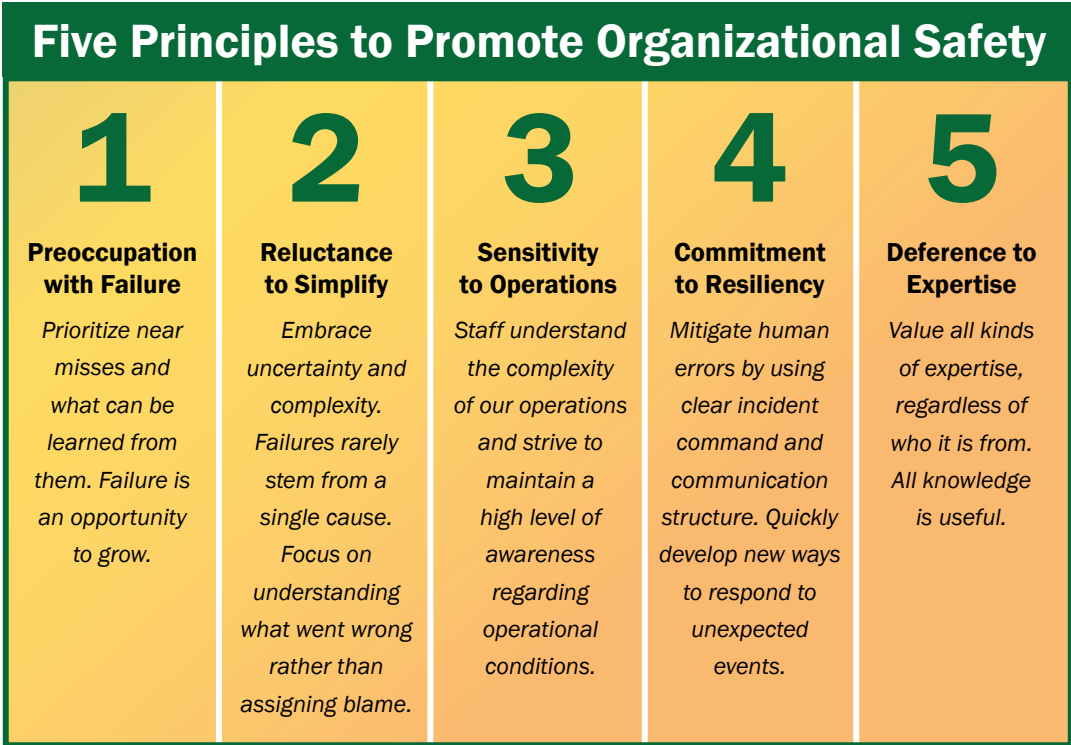 Five Principles to Promote Organizational Safety
1
Preoccupation
with Failure
Prioritize near
misses and
what can be
learned from
them. Failure is
an opportunity
to grow.
2
Reluctance
to Simplify
Embrace
uncertainty and
complexity.
Failures rarely
stem from a
single cause.
Focus on
understanding
what went wrong
rather than
assigning blame.
3
Sensitivity
to Operations
Staff understand
the complexity
of our operations
and strive to
maintain a
high level of
awareness
regarding
operational
conditions.
4
Commitment
to Resiliency
Mitigate human
errors by using
clear incident
command and
communication
structure. Quickly
develop new ways
to respond to
unexpected
events.
5
Deference to
Expertise
Value all kinds
of expertise,
regardless of
who it is from.
All knowledge
is useful.